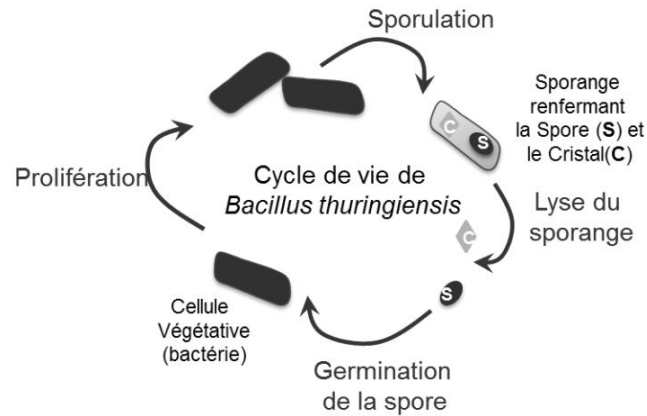 Sporulation
Sporange
renfermant
la Spore (S) et
le Cristal(C)
C
S
Prolifération
Cycle de vie de
Bacillus thuringiensis
Lyse du
sporange
C
S
Cellule
Végétative
(bactérie)
Germination
de la spore